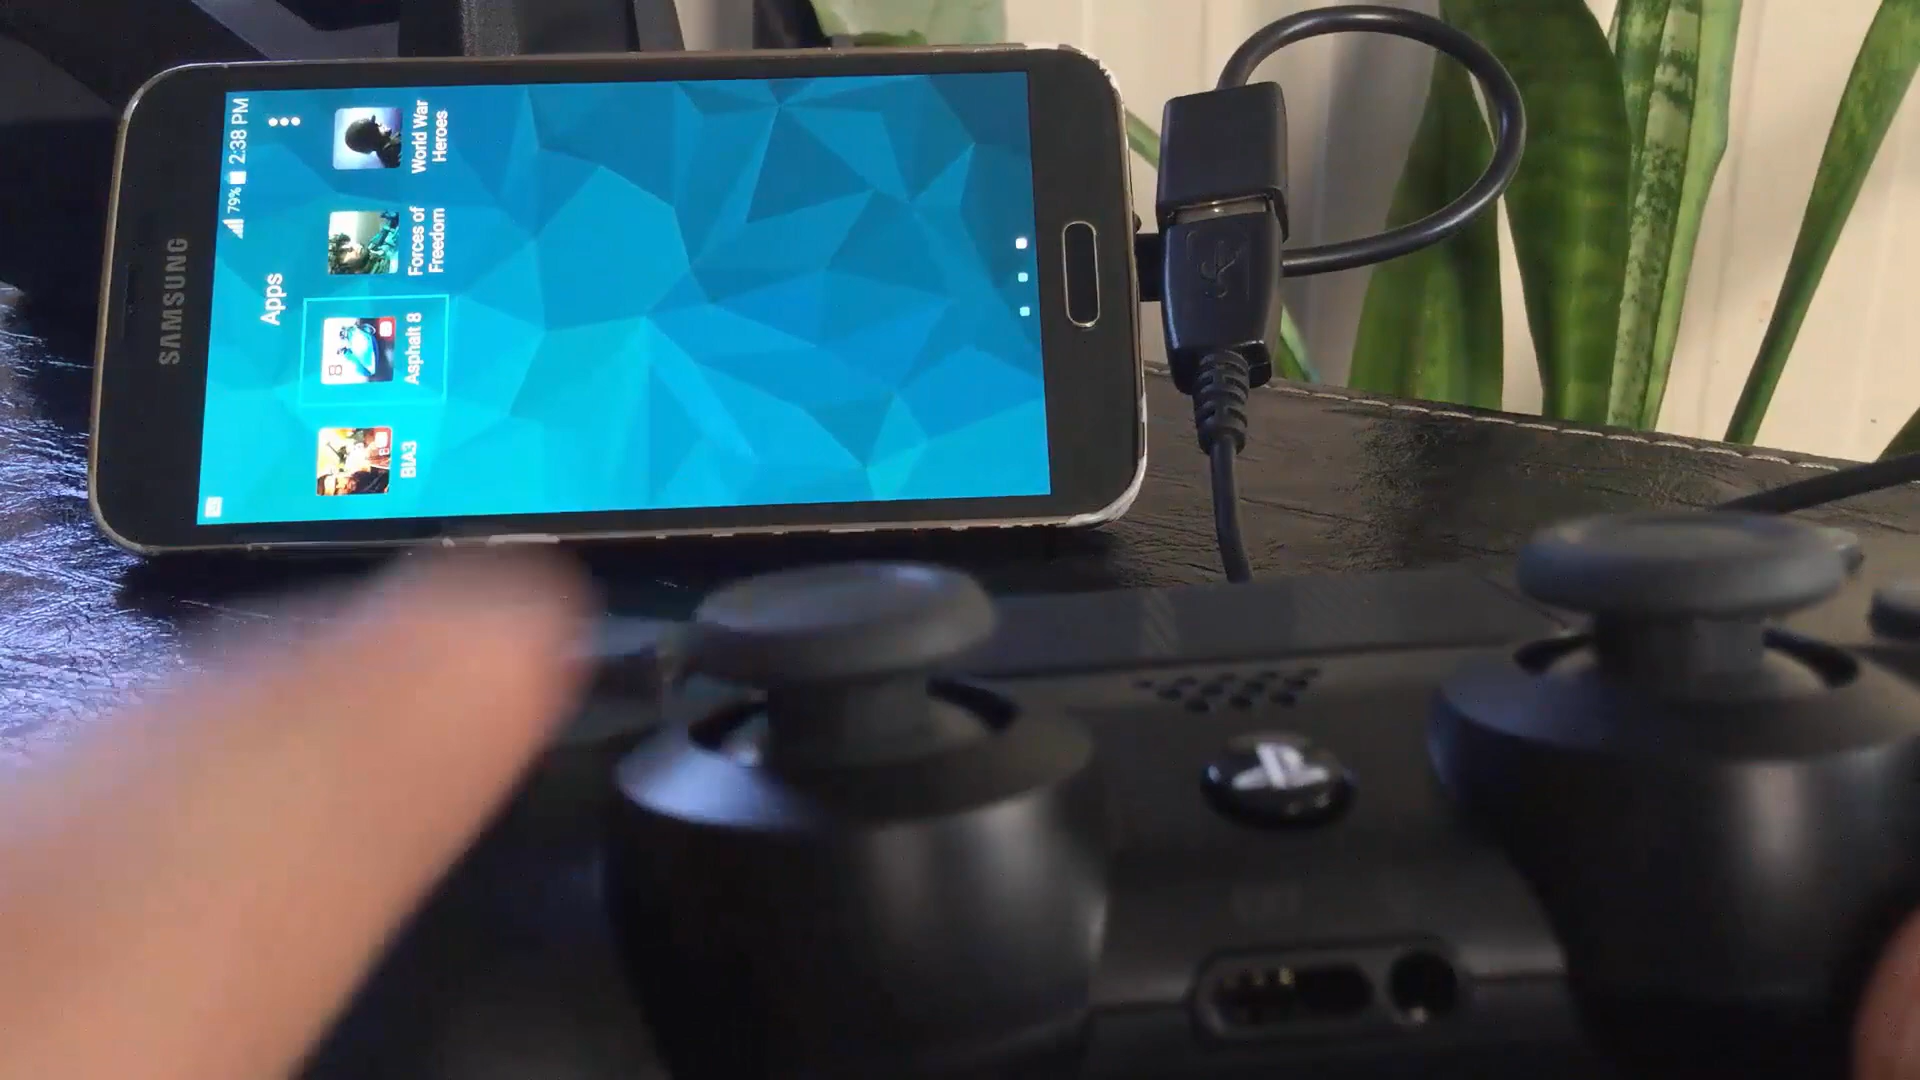 SAMSUNG
79% 2:38 PM
Apps
BIA3
Asphalt 8
Forces of
Freedom
World War
Heroes